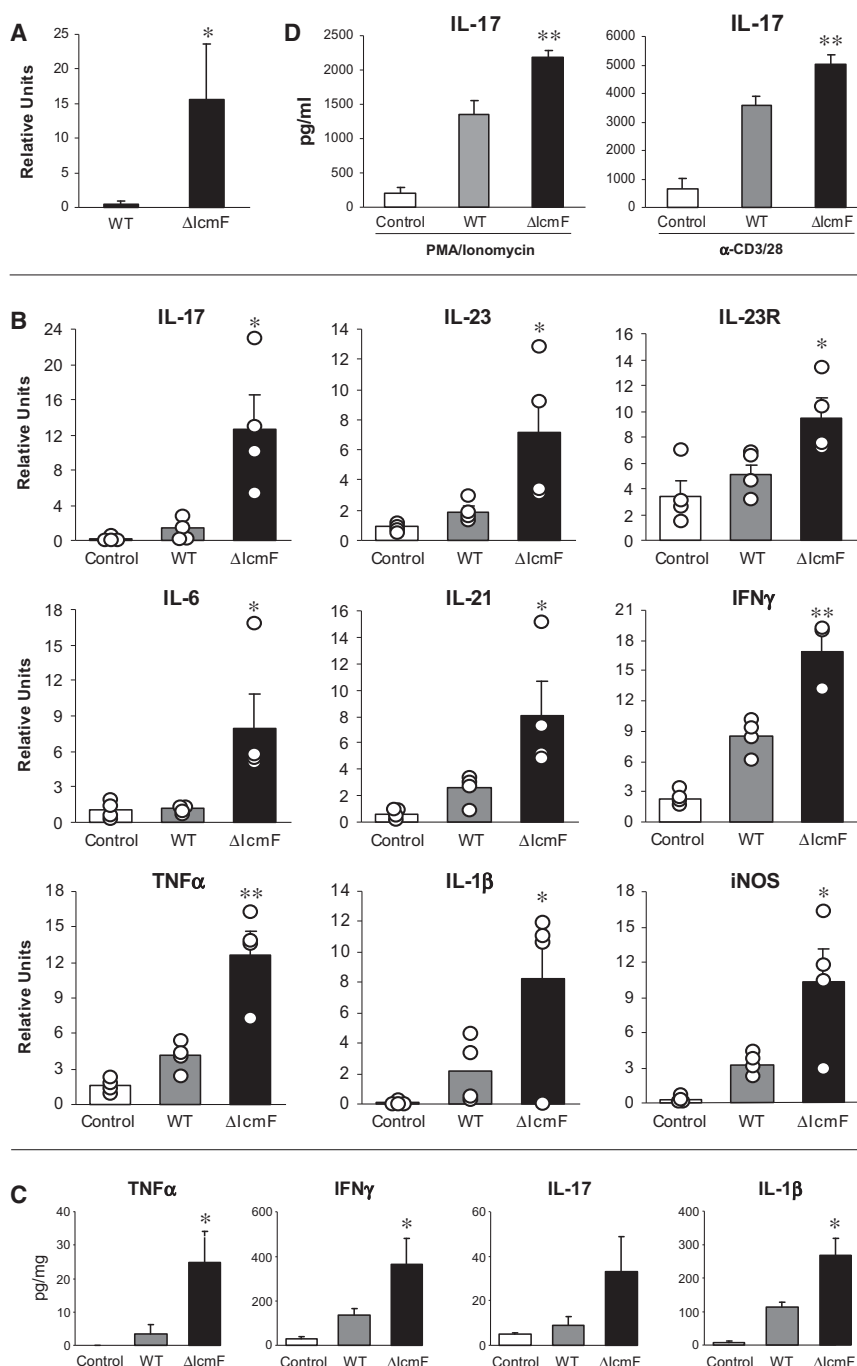 A
Relative Units
25
20
15
10
5
0
*
WT ΔIcmF
D
IL-17
pg/ml
2500
2000
1500
1000
500
0
**
Control WT ΔIcmF
PMA/Ionomycin
IL-17
6000
5000
4000
3000
2000
1000
0
**
Control WT ΔIcmF
α-CD3/28
B
IL-17
Relative Units
24
20
16
12
8
4
0
*
Control WT ΔIcmF
IL-23
14
12
10
8
6
4
2
0
*
Control WT ΔIcmF
IL-23R
16
14
12
10
8
6
4
2
0
*
Control WT ΔIcmF
IL-6
Relative Units
18
15
12
9
6
3
0
*
Control WT ΔIcmF
IL-21
16
14
12
10
8
6
4
2
0
*
Control WT ΔIcmF
IFNγ
21
18
15
12
9
6
3
0
**
Control WT ΔIcmF
TNFα
Relative Units
18
15
12
9
6
3
0
**
Control WT ΔIcmF
IL-1β
14
12
10
8
6
4
2
0
*
Control WT ΔIcmF
iNOS
18
15
12
9
6
3
0
*
Control WT ΔIcmF
C
TNFα
pg/mg
40
30
20
10
0
*
Control WT ΔIcmF
IFNγ
600
400
200
0
*
Control WT ΔIcmF
IL-17
60
40
20
0
Control WT ΔIcmF
IL-1β
400
300
200
100
0
*
Control WT ΔIcmF